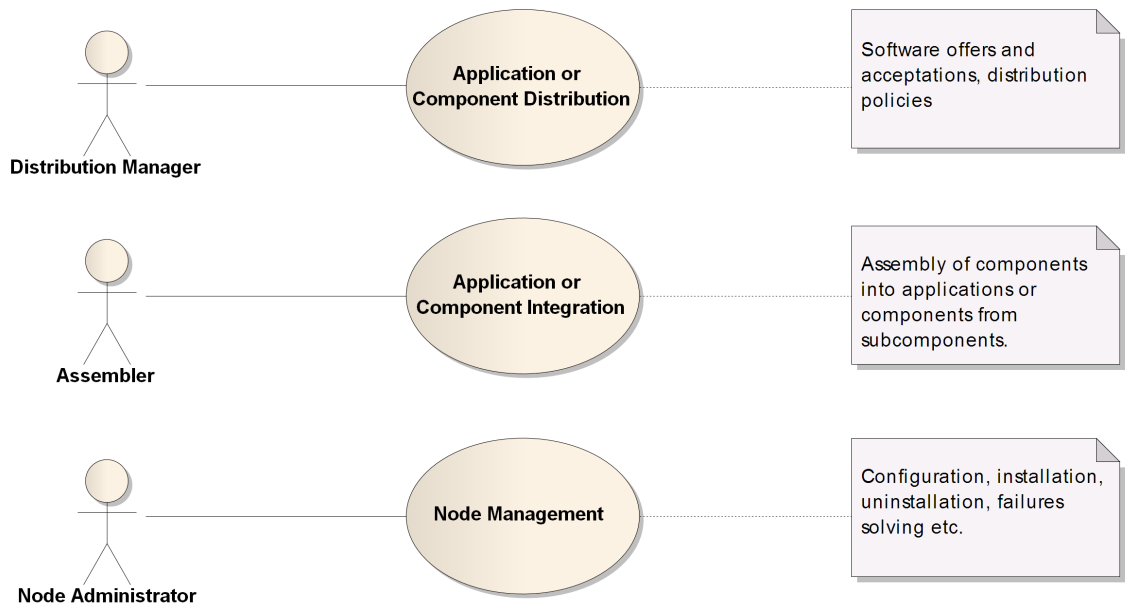 Application or
Component Distribution
Software offers and
acceptations, distribution
policies
Distribution Manager
Application or
Component Integration
Assembly of components
into applications or
components from
subcomponents.
Assembler
Node Management
Configuration, installation,
uninstallation, failures
solving etc.
Node Administrator